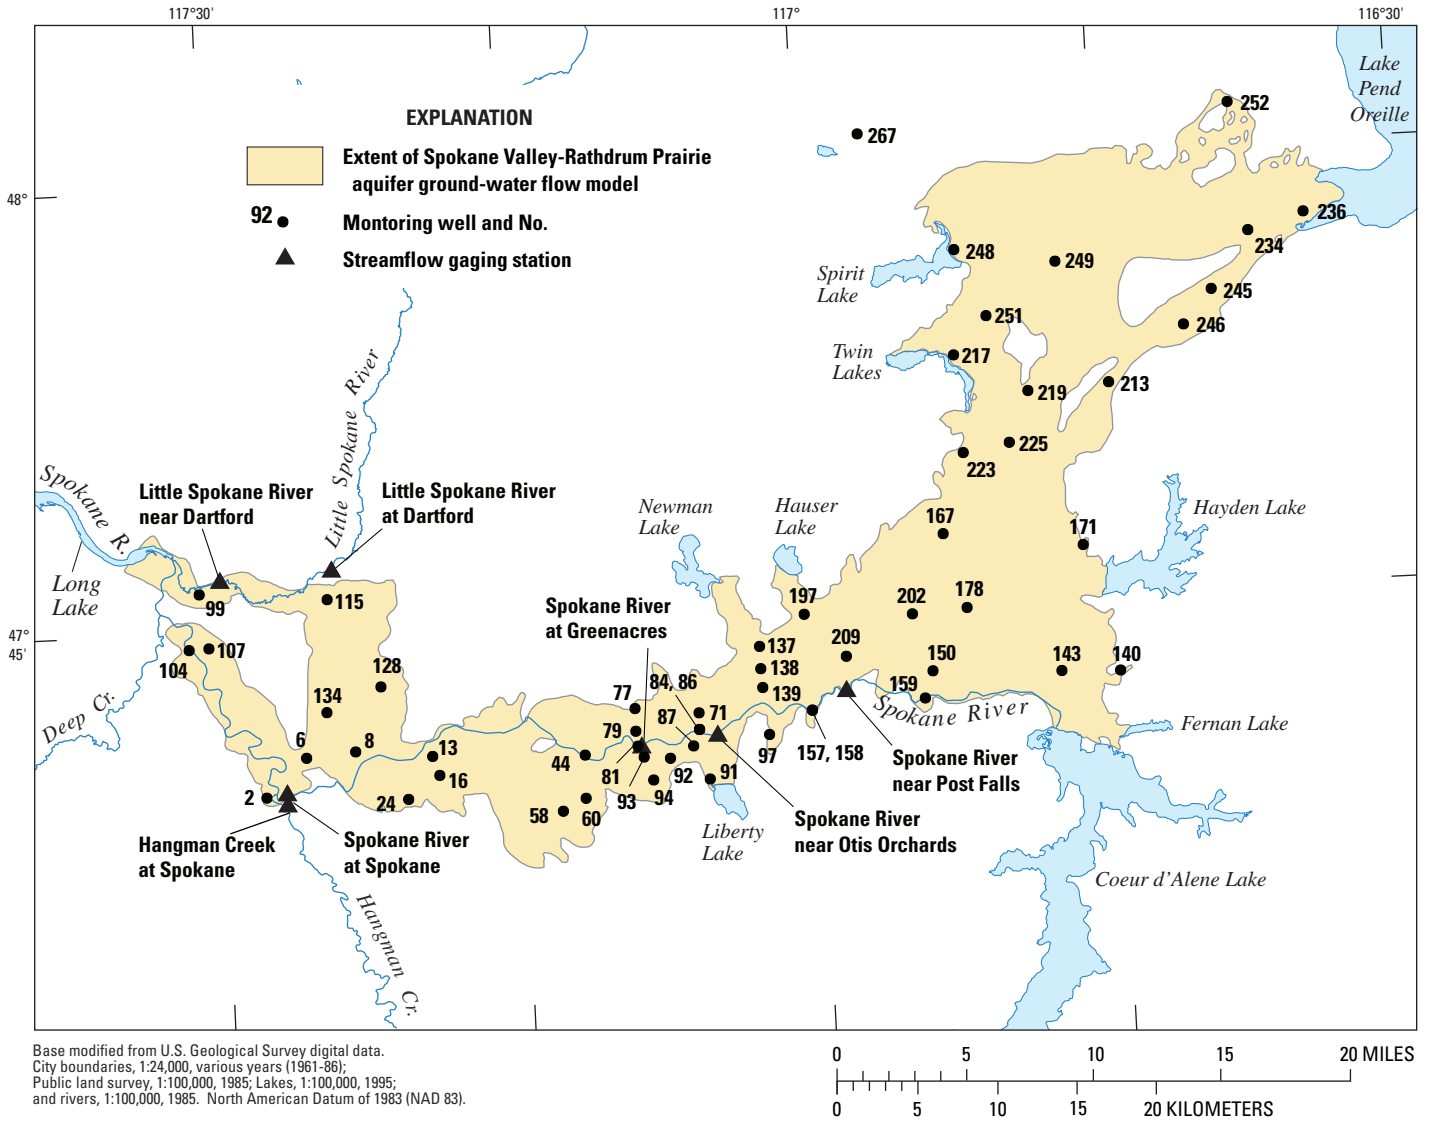 117°30'
117°
116°30'
Lake
Pend
Oreille
252
267
EXPLANATION
Extent of Spokane Valley-Rathdrum Prairie
aquifer ground-water flow model
92
Montoring well and No.
Streamflow gaging station
48°
236
234
248
249
Spirit
Lake
245
251
246
Twin
Lakes
217
213
219
225
223
Little Spokane River
Spokane R.
Little Spokane River
near Dartford
Little Spokane River
at Dartford
Newman
Lake
Hauser
Lake
167
171
Hayden Lake
Long
Lake
99
115
Spokane River
at Greenacres
197
202
178
47°
45'
104
107
128
134
137
138
139
209
150
143
140
159
84, 86
77
71
87
79
Deep Cr.
6
8
13
16
44
81
93
92
94
91
97
157, 158
Spokane River
Fernan Lake
Spokane River
near Post Falls
2
24
58
60
Liberty
Lake
Spokane River
near Otis Orchards
Hangman Creek
at Spokane
Spokane River
at Spokane
Coeur d'Alene Lake
Hangman Cr.
Base modified from U.S. Geological Survey digital data.
City boundaries, 1:24,000, various years (1961-86);
Public land survey, 1:100,000, 1985; Lakes, 1:100,000, 1995;
and rivers, 1:100,000, 1985. North American Datum of 1983 (NAD 83).
0 5 10 15 20 MILES
0 5 10 15 20 KILOMETERS